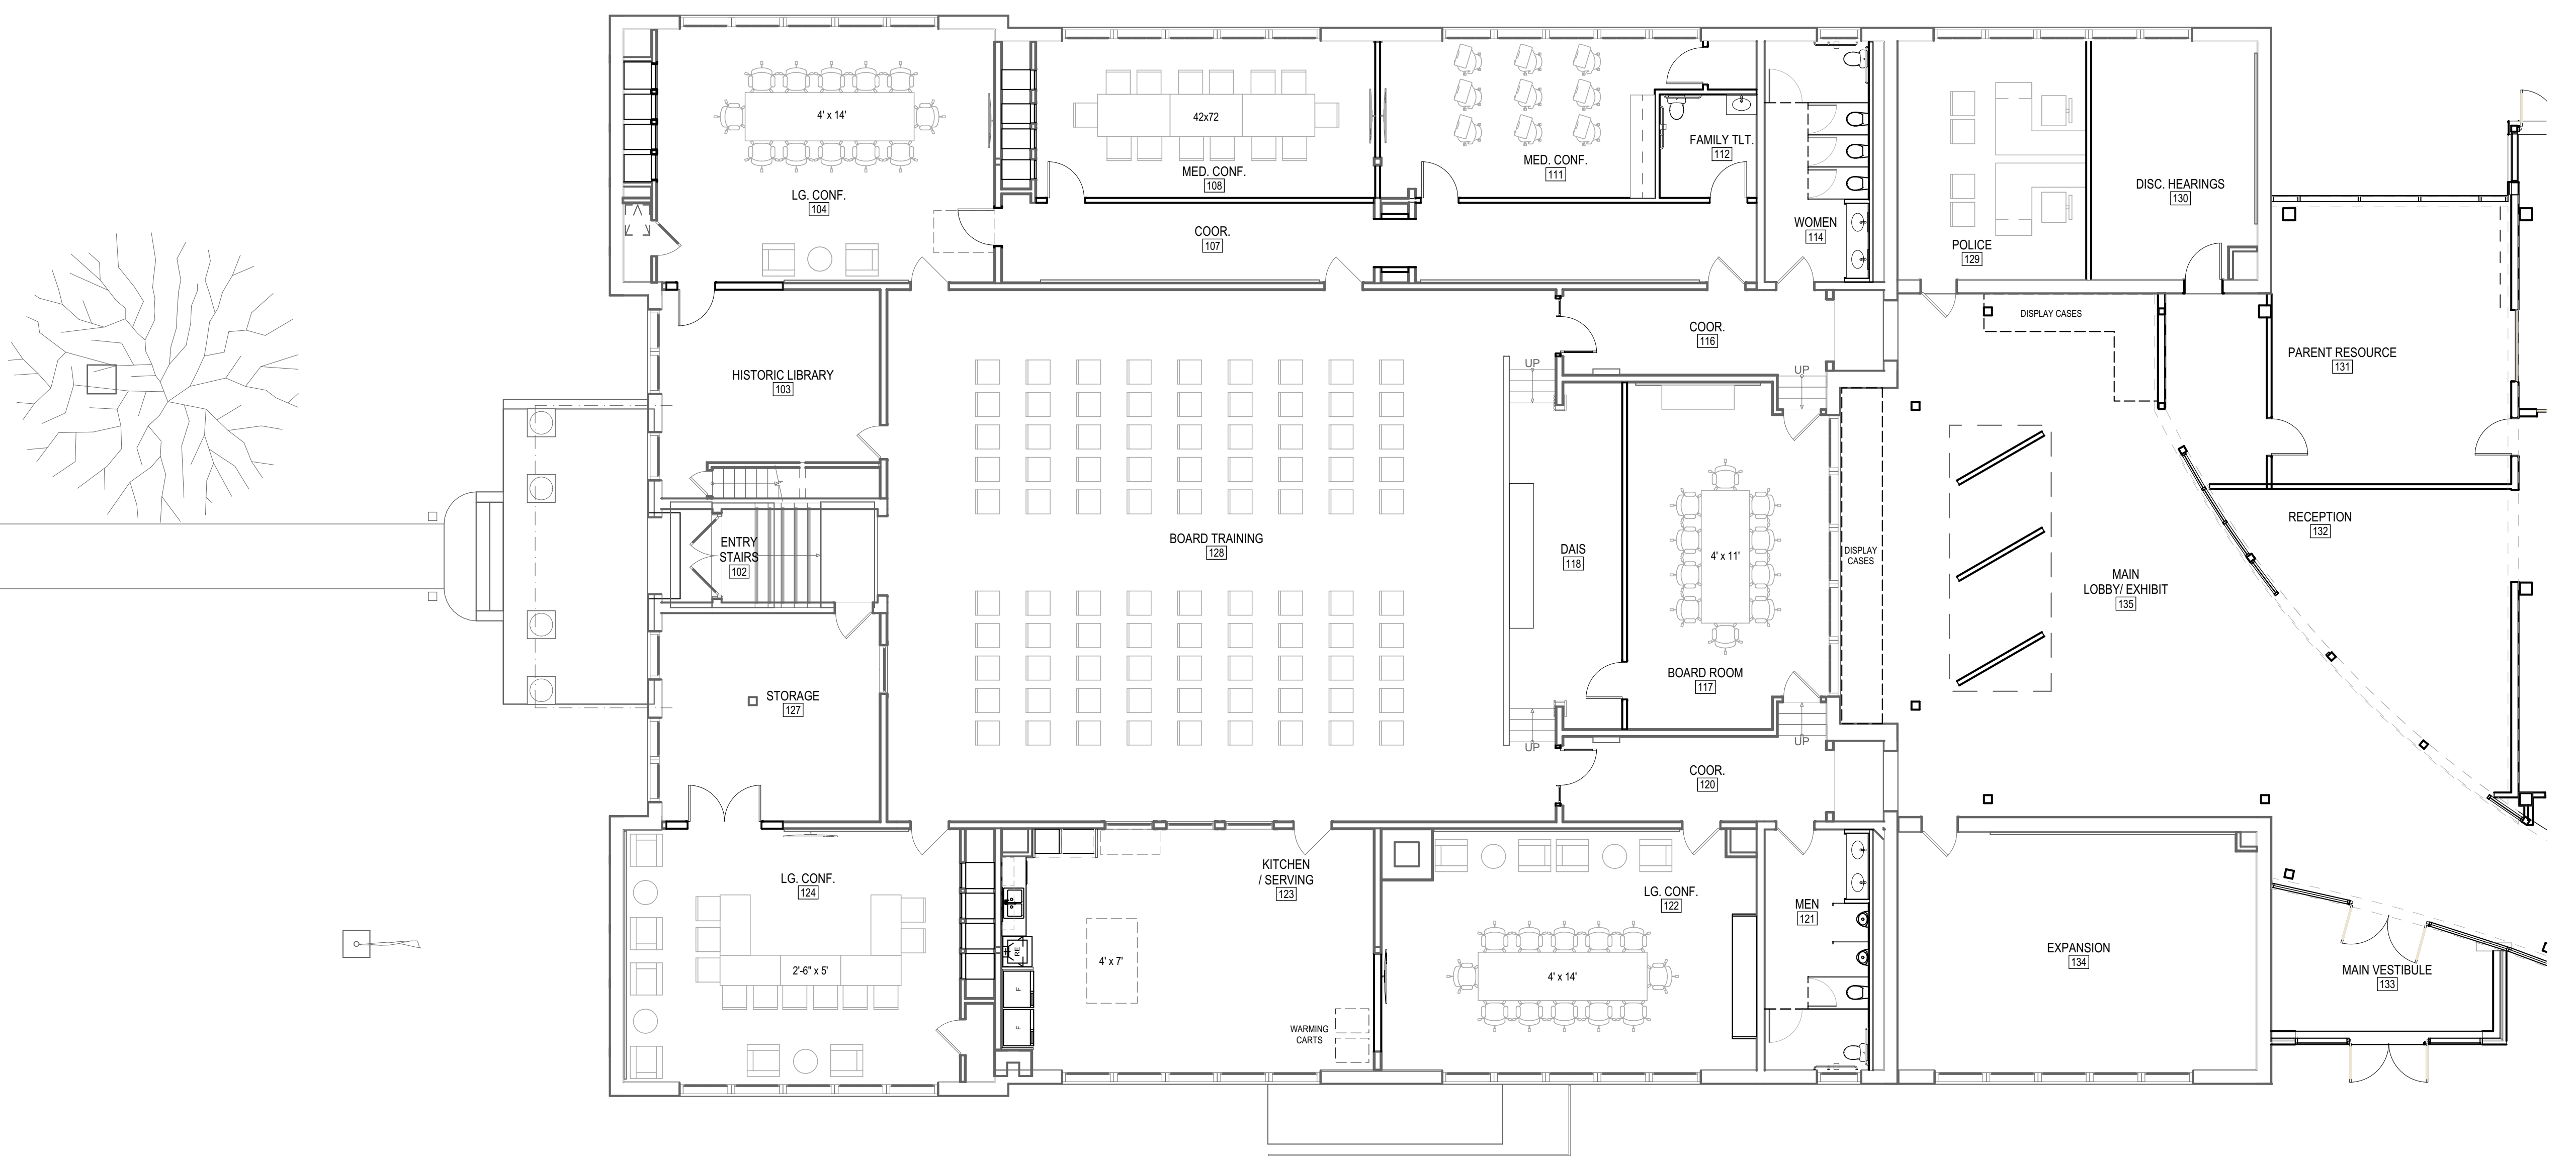 4' x 14'
LG. CONF.
104
42x72
MED. CONF.
108
MED. CONF.
111
FAMILY TLT.
112
COOR.
107
WOMEN
114
POLICE
129
DISC. HEARINGS
130
DISPLAY CASES
PARENT RESOURCE
131
HISTORIC LIBRARY
103
COOR.
116
UP
UP
ENTRY
STAIRS
102
BOARD TRAINING
128
DAIS
118
4' x 11'
BOARD ROOM
117
DISPLAY
CASES
RECEPTION
132
MAIN
LOBBY/ EXHIBIT
135
STORAGE
127
UP
UP
COOR.
120
LG. CONF.
124
2'-6" x 5'
KITCHEN
/ SERVING
123
4' x 7'
RE
F
F
WARMING
CARTS
LG. CONF.
122
4' x 14'
MEN
121
EXPANSION
134
MAIN VESTIBULE
133